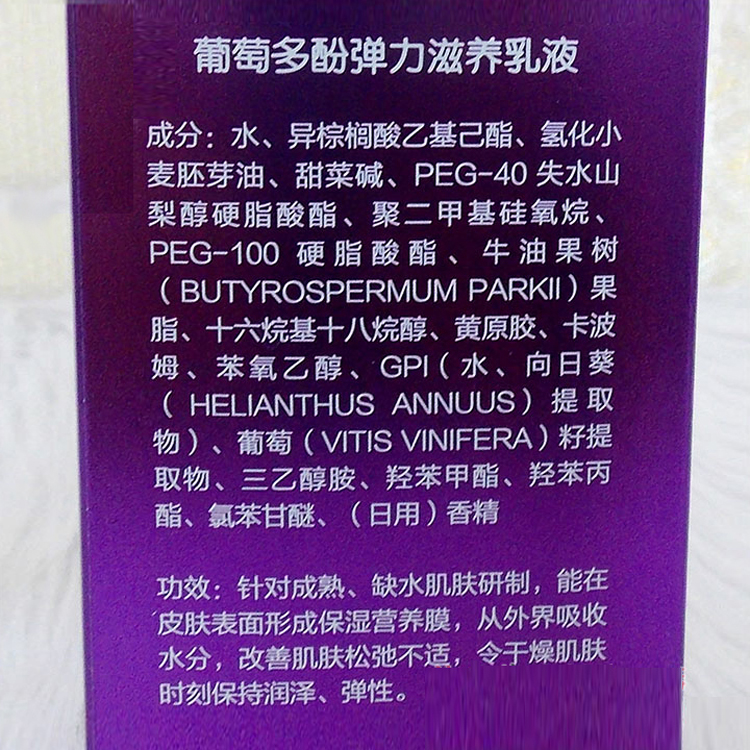 葡萄多酚弹力滋养乳液
成分：水、异棕榈酸乙基己酯、氢化小
麦胚芽油、甜菜碱、PEG-40 失水山
梨醇硬脂酸酯、聚二甲基硅氧烷、
PEG-100 硬脂酸酯、牛油果树
（BUTYROSPERMUM PARKII）果
脂、十六烷基十八烷醇、黄原胶、卡波
姆、苯氧乙醇、GPI（水、向日葵
（HELIANTHUS ANNUUS）提取
物）、葡萄（VITIS VINIFERA）籽提
取物、三乙醇胺、羟苯甲酯、羟苯丙
酯、氯苯甘醚、（日用）香精
功效：针对成熟、缺水肌肤研制，能在
皮肤表面形成保湿营养膜，从外界吸收
水分，改善肌肤松弛不适，令干燥肌肤
时刻保持润泽、弹性。